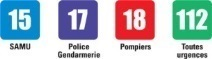 15 17 18 112
SAMU Police Pompiers Toutes
Gendarmerie urgences